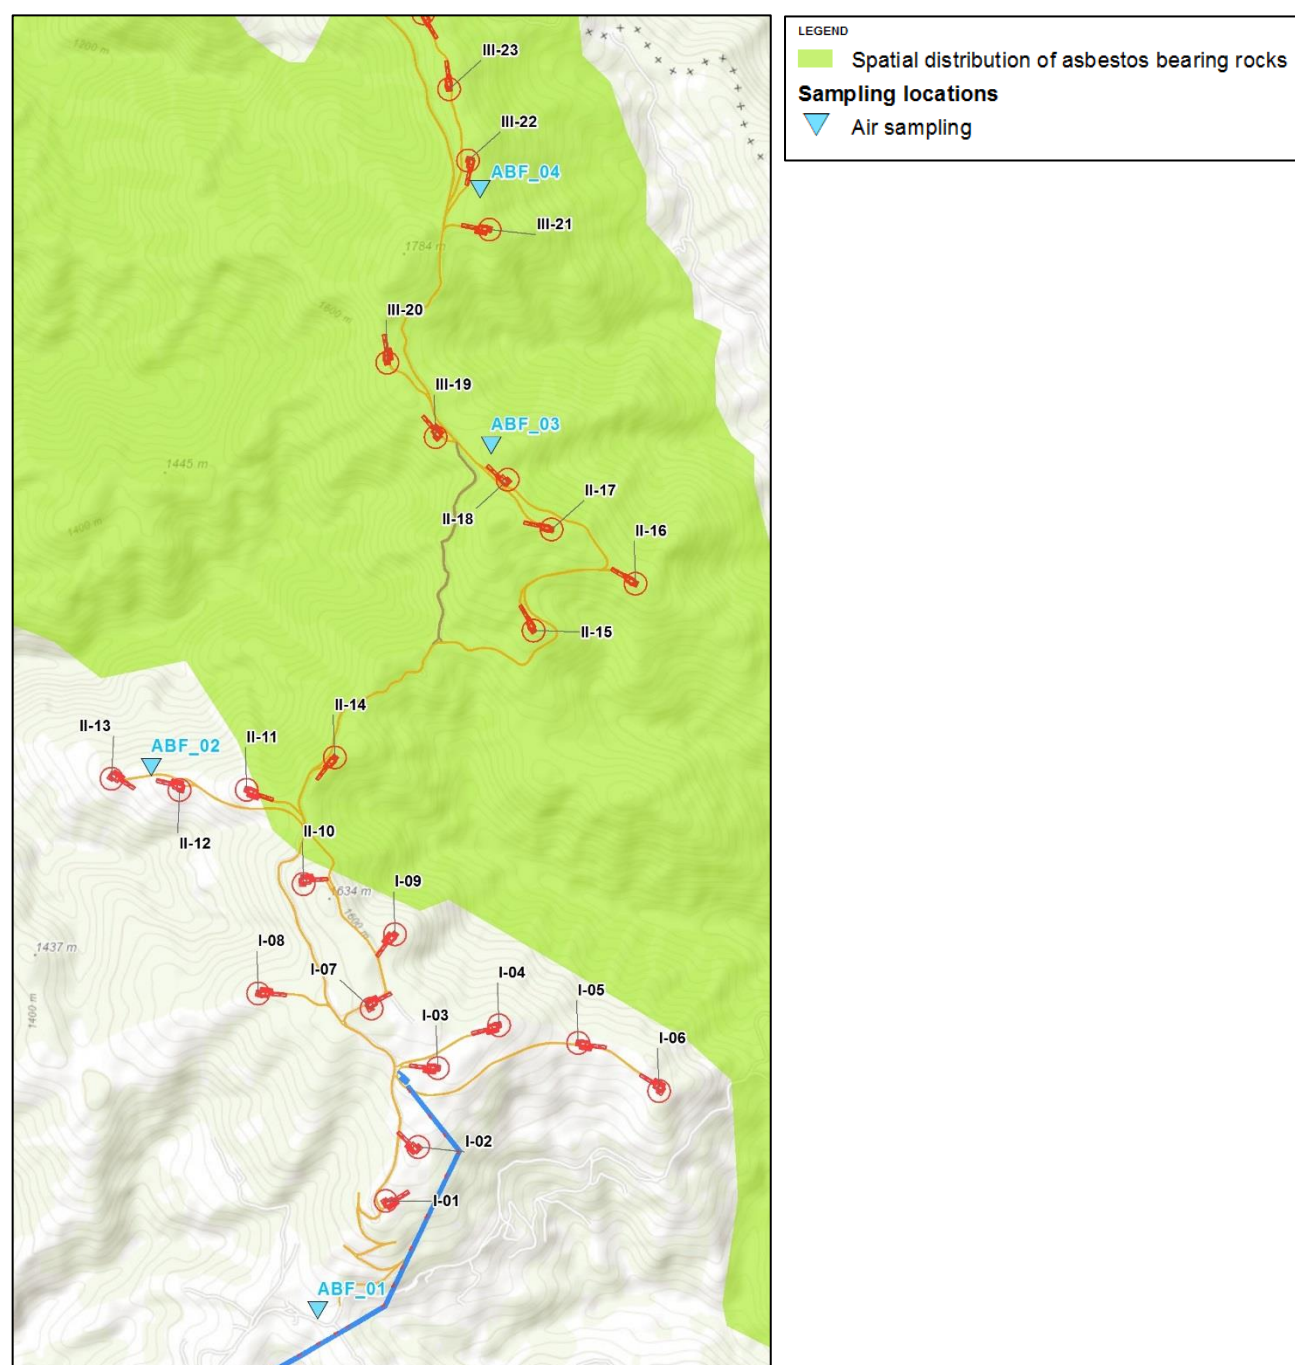 LEGEND
Spatial distribution of asbestos bearing rocks
Sampling locations
Air sampling
1200 m
III-23
III-22
ABF_04
III-21
1784 m
III-20
1600 m
III-19
ABF_03
1445 m
II-17
II-18
1400 m
II-16
II-15
II-14
II-13
ABF_02
II-11
II-10
II-12
I-09
1634 m
1600 m
I-08
1437 m
I-07
I-04
I-05
1400 m
I-03
I-06
I-02
I-01
ABF_01